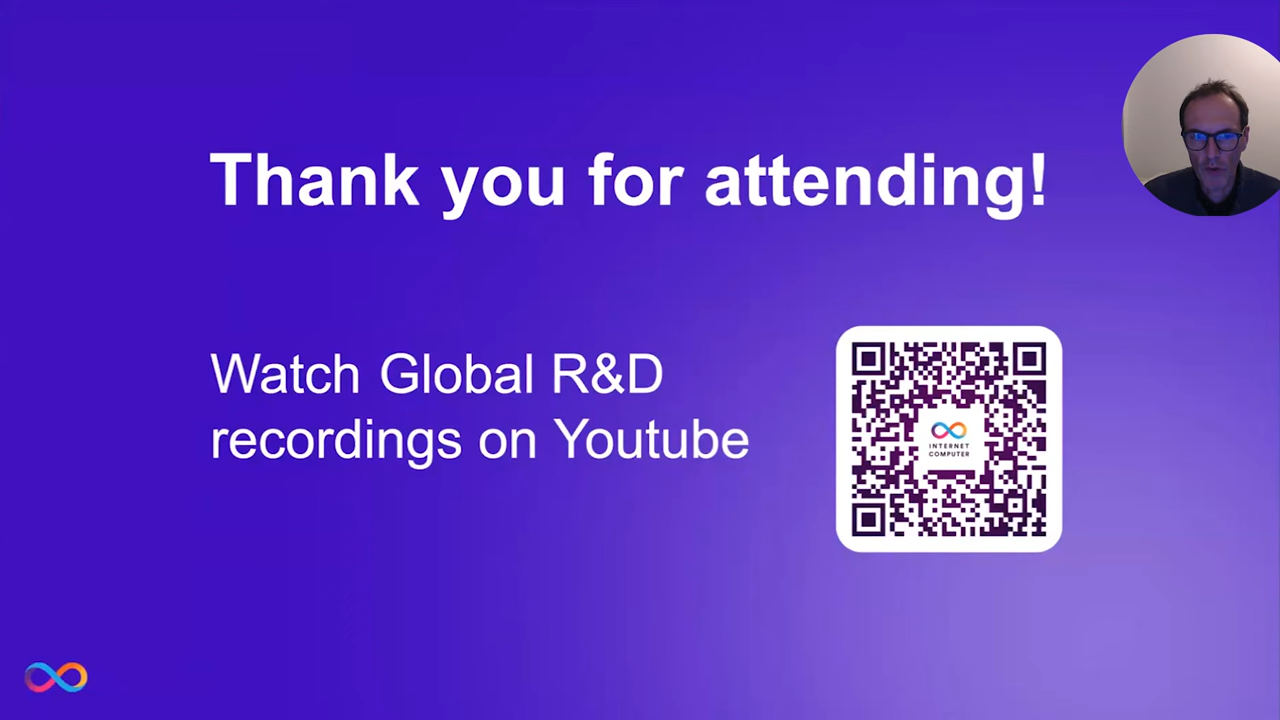 Thank you for attending!
Watch Global R&D
recordings on Youtube
INTERNET
COMPUTER